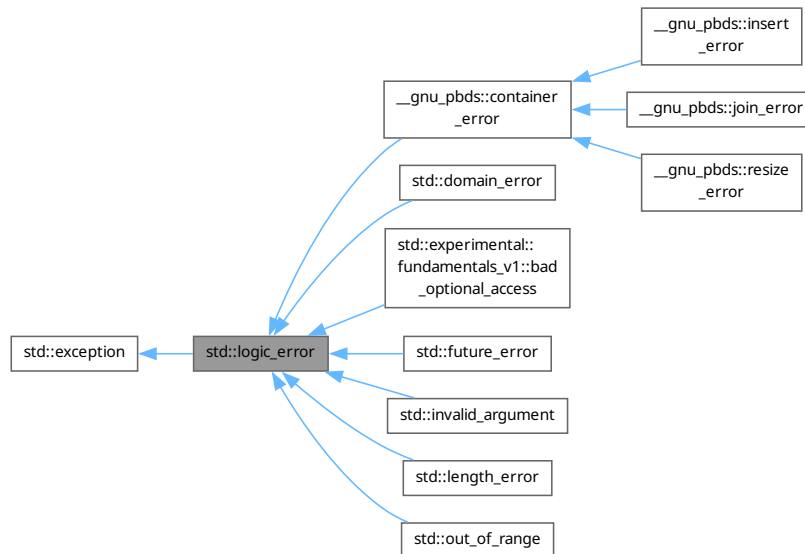 __gnu_pbds::insert
_error
__gnu_pbds::container
_error
__gnu_pbds::join_error
__gnu_pbds::resize
_error
std::domain_error
std::experimental::
fundamentals_v1::bad
_optional_access
std::exception
std::logic_error
std::future_error
std::invalid_argument
std::length_error
std::out_of_range